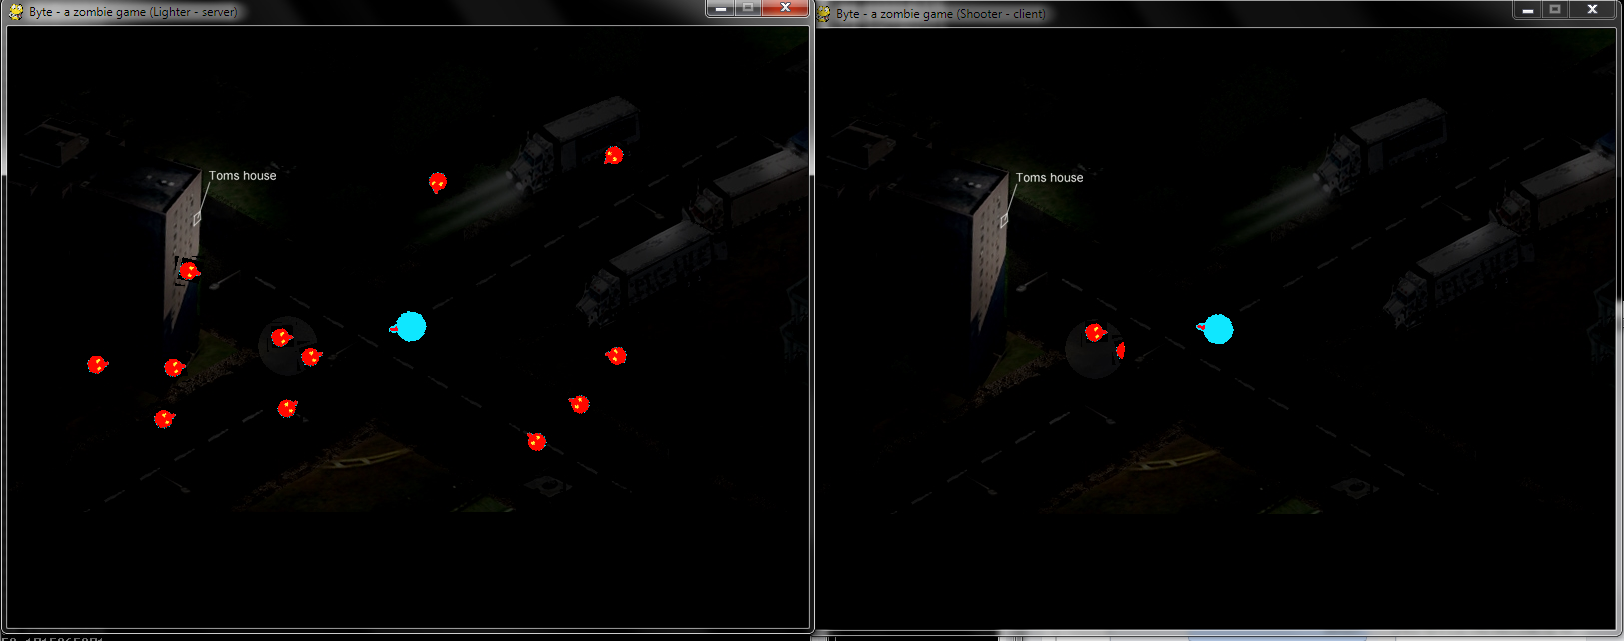 Byte - a zombie game (Lighter - server)
Byte - a zombie game (Shooter - client)
Toms house
Toms house